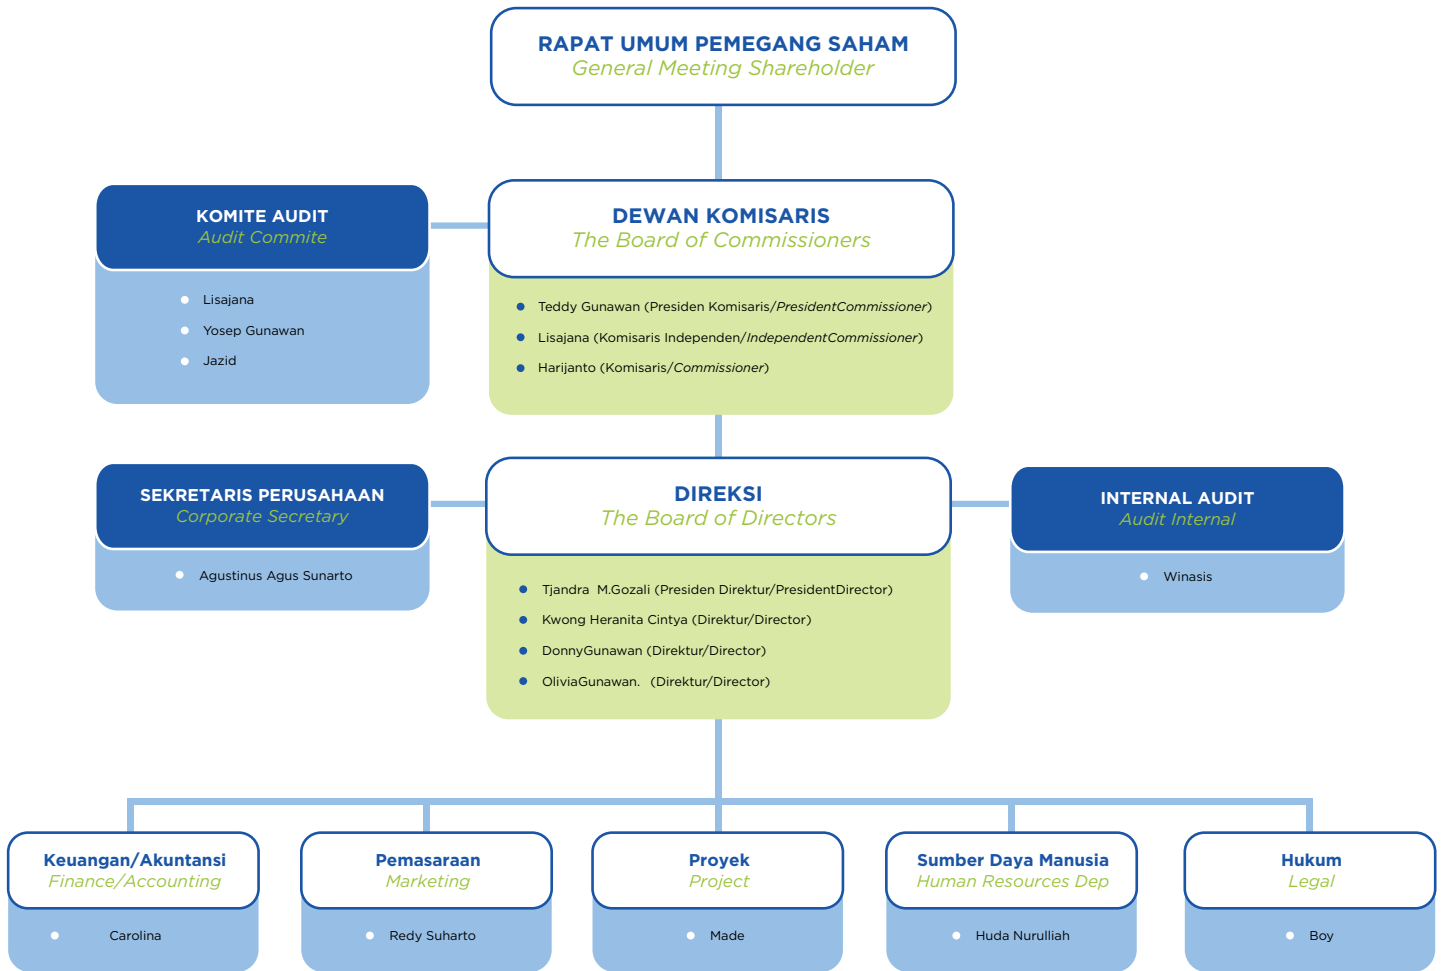 RAPAT UMUM PEMEGANG SAHAM
General Meeting Shareholder
KOMITE AUDIT
Audit Commite
Lisajana
Yosep Gunawan
Jazid
DEWAN KOMISARIS
The Board of Commissioners
Teddy Gunawan (Presiden Komisaris/PresidentCommissioner)
Lisajana (Komisaris Independen/IndependentCommissioner)
Harijanto (Komisaris/Commissioner)
SEKRETARIS PERUSAHAAN
Corporate Secretary
Agustinus Agus Sunarto
DIREKSI
The Board of Directors
Tjandra M.Gozali (Presiden Direktur/PresidentDirector)
Kwong Heranita Cintya (Direktur/Director)
DonnyGunawan (Direktur/Director)
OliviaGunawan. (Direktur/Director)
INTERNAL AUDIT
Audit Internal
Winasis
Keuangan/Akuntansi
Finance/Accounting
Carolina
Pemasaraan
Marketing
Redy Suharto
Proyek
Project
Made
Sumber Daya Manusia
Human Resources Dep
Huda Nurulliah
Hukum
Legal
Boy